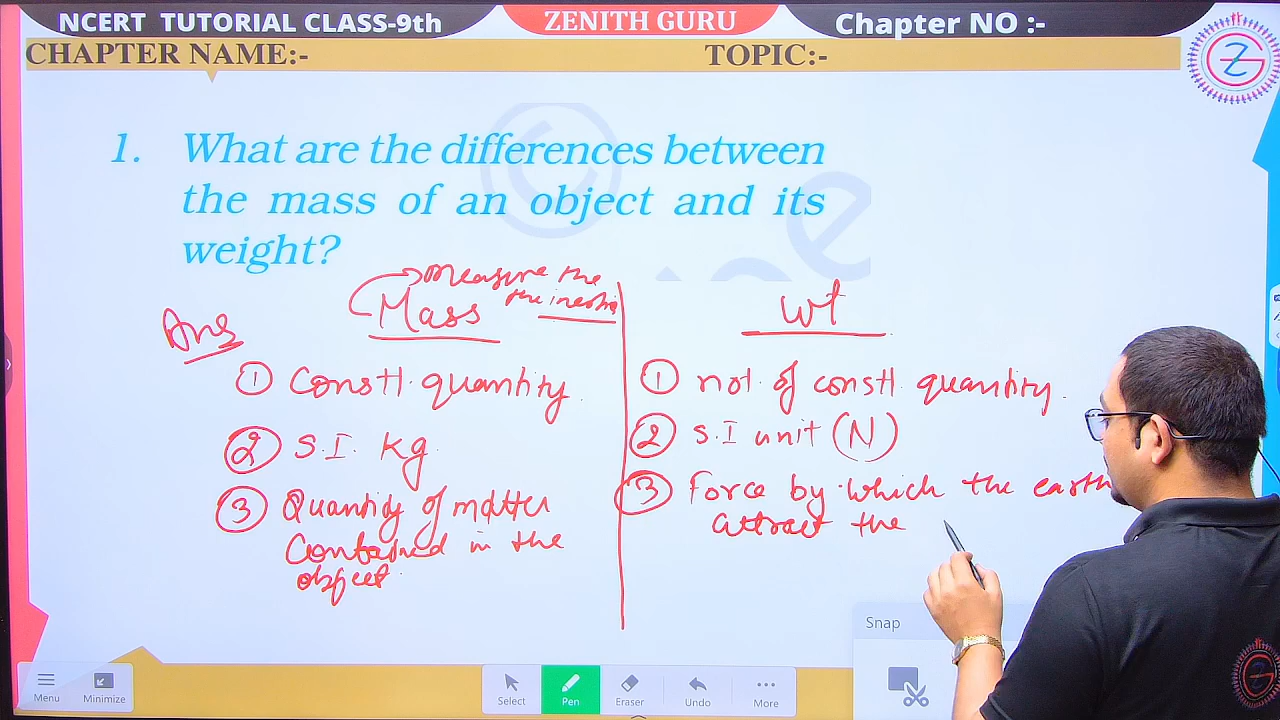 NCERT TUTORIAL CLASS-9th
ZENITH GURU
Chapter NO :-
CHAPTER NAME:-
TOPIC:-
1. What are the differences between
the mass of an object and its
weight?
Measure the
the inertia
Ans
Mass
wt
① Constt. quantity.
① not of constt. quantity.
② S.I. Kg.
② S.I unit (N)
③ Quantity of matter
contained in the
object.
③ Force by which the earth
attract the
Snap
Menu
Minimize
Select
Pen
Eraser
Undo
More